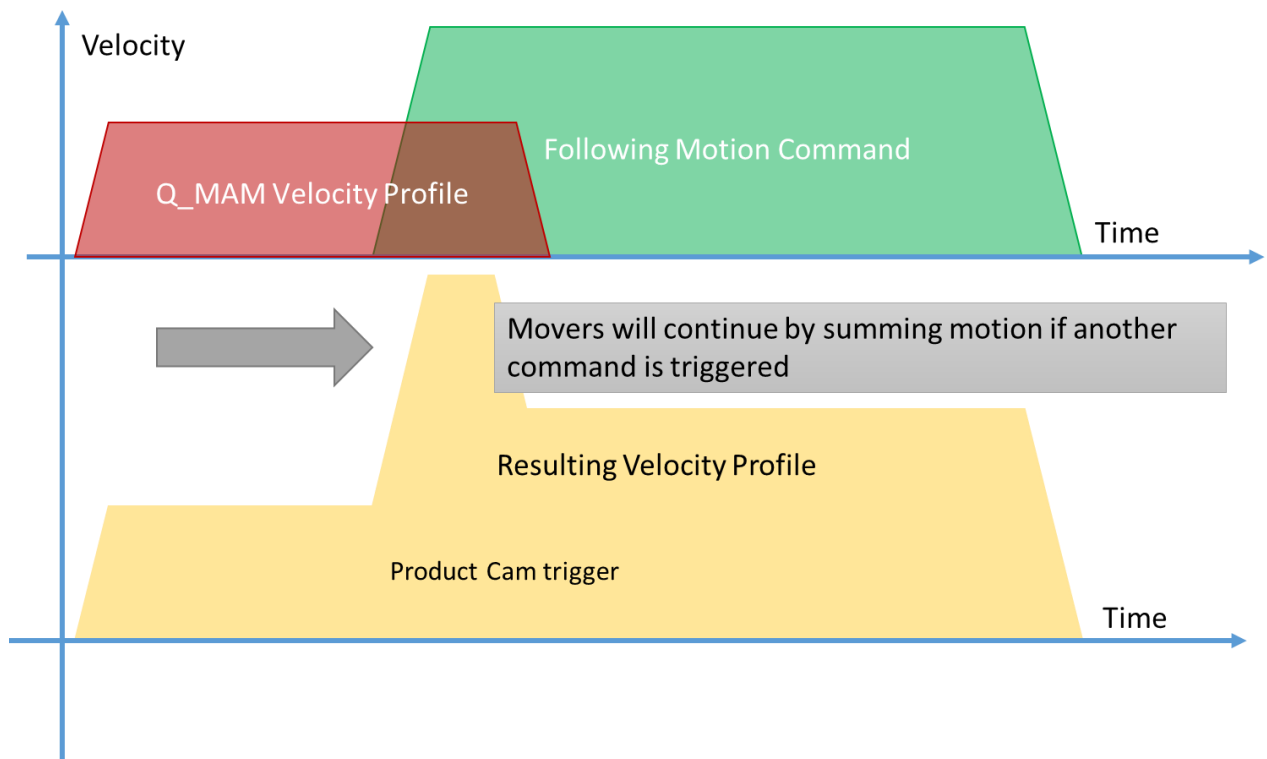 Velocity
Following Motion Command
Q_MAM Velocity Profile
Time
Movers will continue by summing motion if another
command is triggered
Resulting Velocity Profile
Product Cam trigger
Time